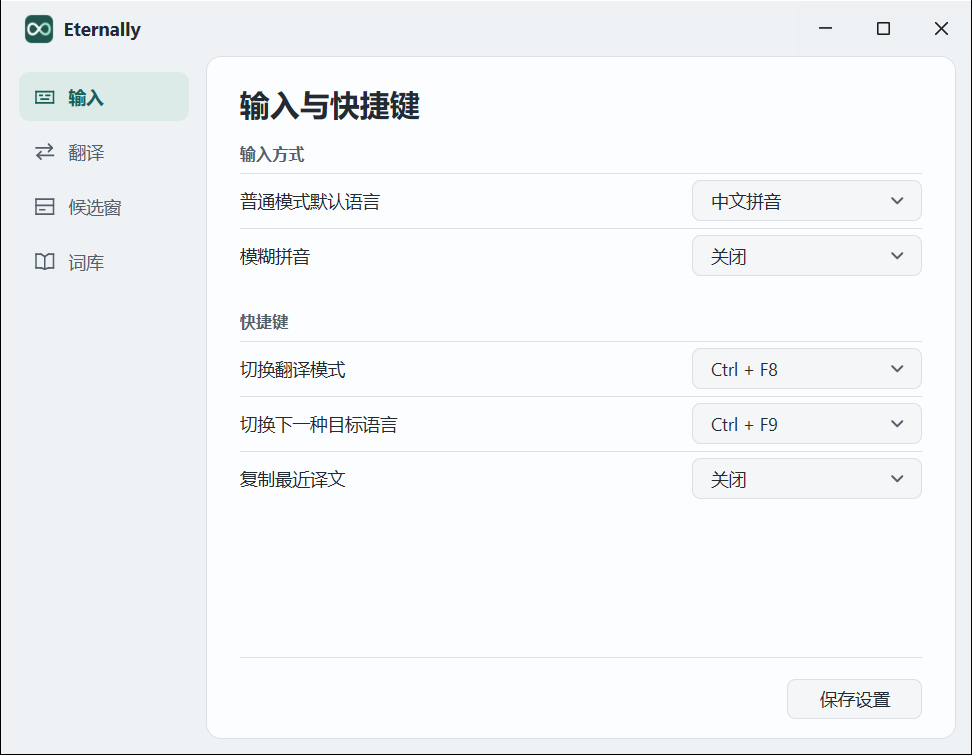 Eternally
输入
翻译
候选窗
词库
输入与快捷键
输入方式
普通模式默认语言 中文拼音
模糊拼音 关闭
快捷键
切换翻译模式 Ctrl + F8
切换下一种目标语言 Ctrl + F9
复制最近译文 关闭
保存设置